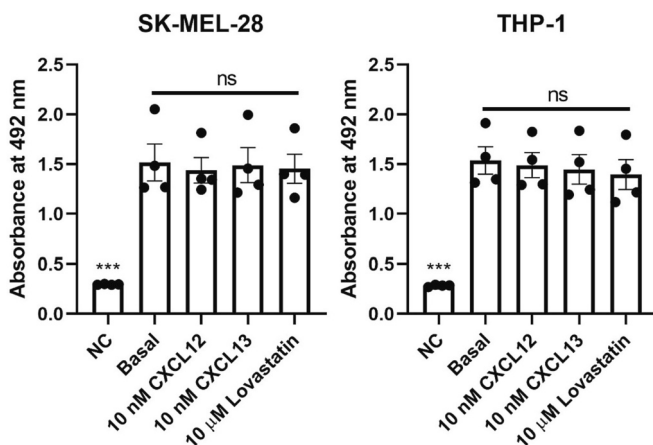 SK-MEL-28
Absorbance at 492 nm
2.5
2.0
1.5
1.0
0.5
0.0
ns
***
NC
Basal
10 nM CXCL12
10 nM CXCL13
10 μM Lovastatin
THP-1
Absorbance at 492 nm
2.5
2.0
1.5
1.0
0.5
0.0
ns
***
NC
Basal
10 nM CXCL12
10 nM CXCL13
10 μM Lovastatin